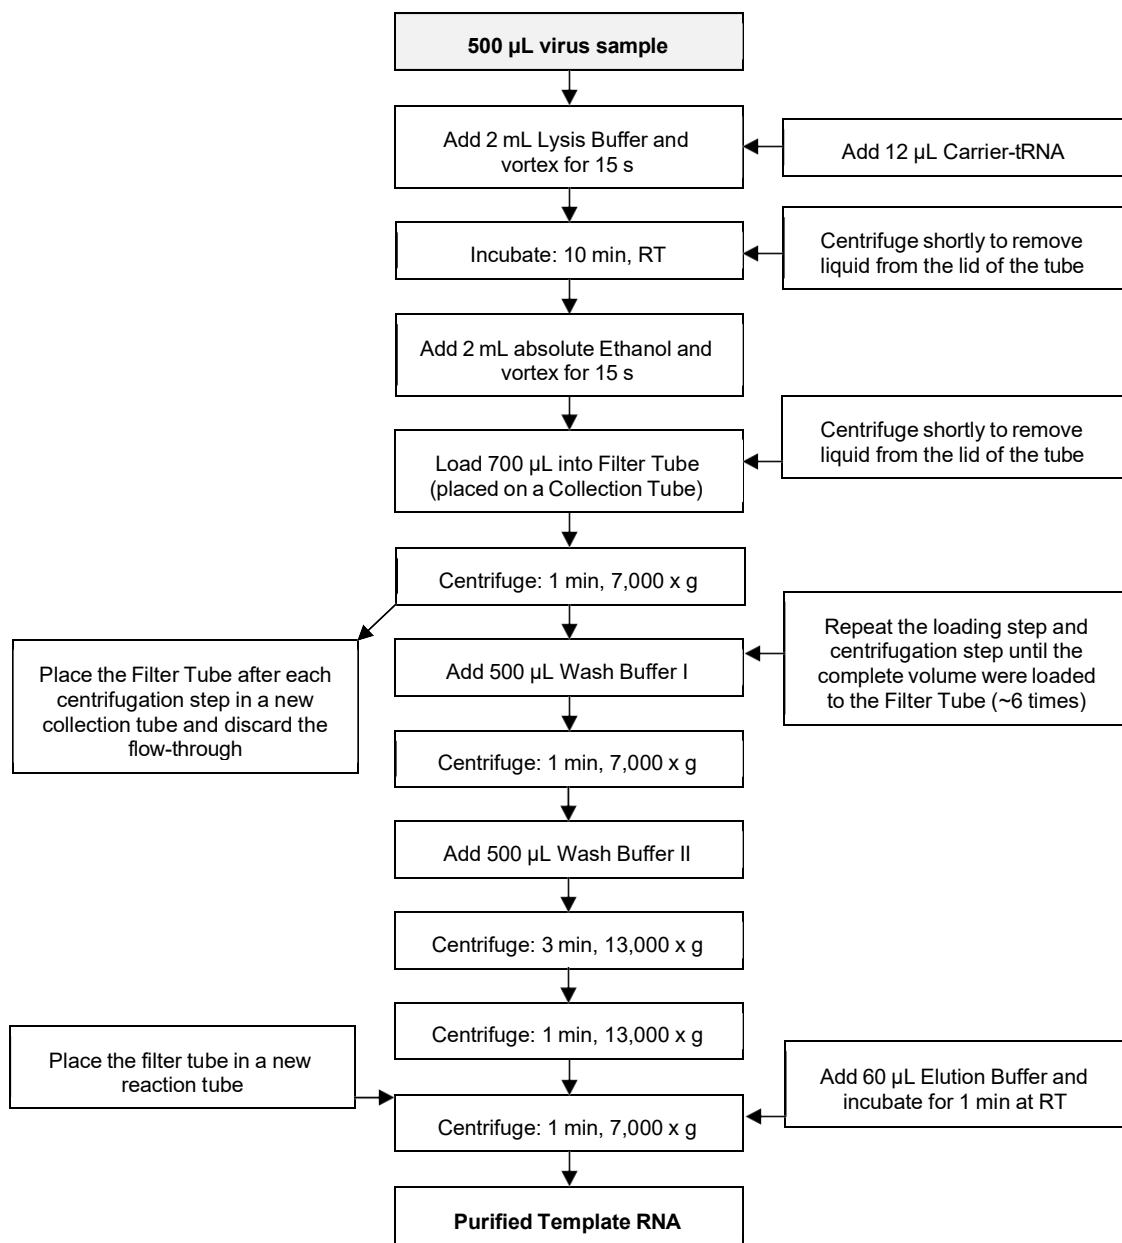 500 µL virus sample
Add 2 mL Lysis Buffer and
vortex for 15 s
Add 12 µL Carrier-tRNA
Incubate: 10 min, RT
Centrifuge shortly to remove
liquid from the lid of the tube
Add 2 mL absolute Ethanol and
vortex for 15 s
Load 700 µL into Filter Tube
(placed on a Collection Tube)
Centrifuge shortly to remove
liquid from the lid of the tube
Centrifuge: 1 min, 7,000 x g
Place the Filter Tube after each
centrifugation step in a new
collection tube and discard the
flow-through
Add 500 µL Wash Buffer I
Repeat the loading step and
centrifugation step until the
complete volume were loaded
to the Filter Tube (~6 times)
Centrifuge: 1 min, 7,000 x g
Add 500 µL Wash Buffer II
Centrifuge: 3 min, 13,000 x g
Centrifuge: 1 min, 13,000 x g
Place the filter tube in a new
reaction tube
Add 60 µL Elution Buffer and
incubate for 1 min at RT
Centrifuge: 1 min, 7,000 x g
Purified Template RNA